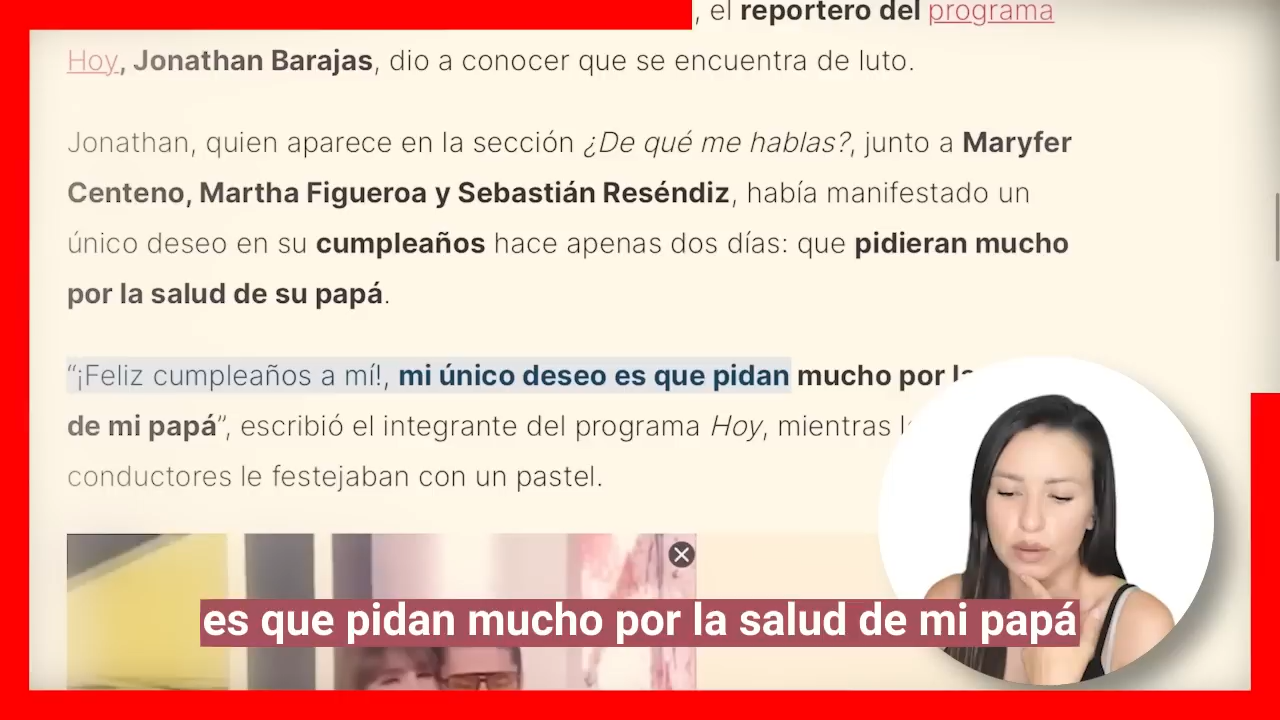 , el reportero del programa
Hoy, Jonathan Barajas, dio a conocer que se encuentra de luto.
Jonathan, quien aparece en la sección ¿De qué me hablas?, junto a Maryfer
Centeno, Martha Figueroa y Sebastián Reséndiz, había manifestado un
único deseo en su cumpleaños hace apenas dos días: que pidieran mucho
por la salud de su papá.
“¡Feliz cumpleaños a mí!, mi único deseo es que pidan mucho por
de mi papá”, escribió el integrante del programa Hoy, mientras
conductores le festejaban con un pastel.
es que pidan mucho por la salud de mi papá